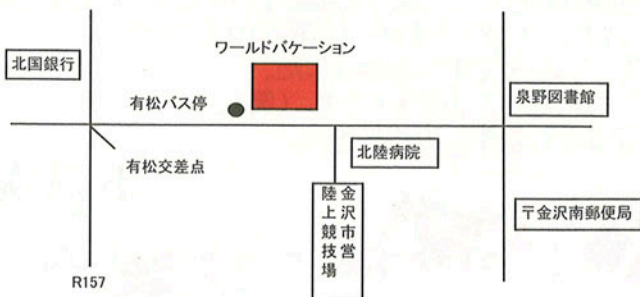 ワールドバケーション
北国銀行
有松バス停
泉野図書館
北陸病院
有松交差点
金沢市営
陸上競技場
〒金沢南郵便局
R157